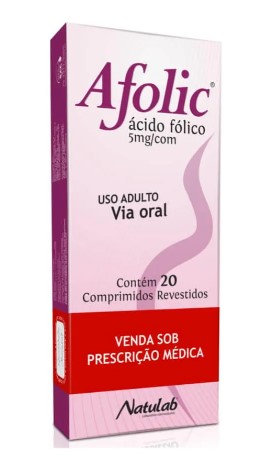 Afolic®
ácido fólico
5mg/com
USO ADULTO
Via oral
Contém 20
Comprimidos Revestidos
VENDA SOB
PRESCRIÇÃO MÉDICA
Natulab